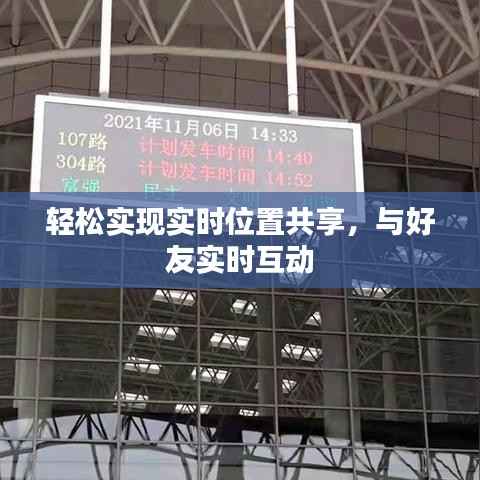 2021年11月06日 14:33
107路 计划发车时间 14:40
304路 计划发车时间 14:52
富强
轻松实现实时位置共享，与好
友实时互动